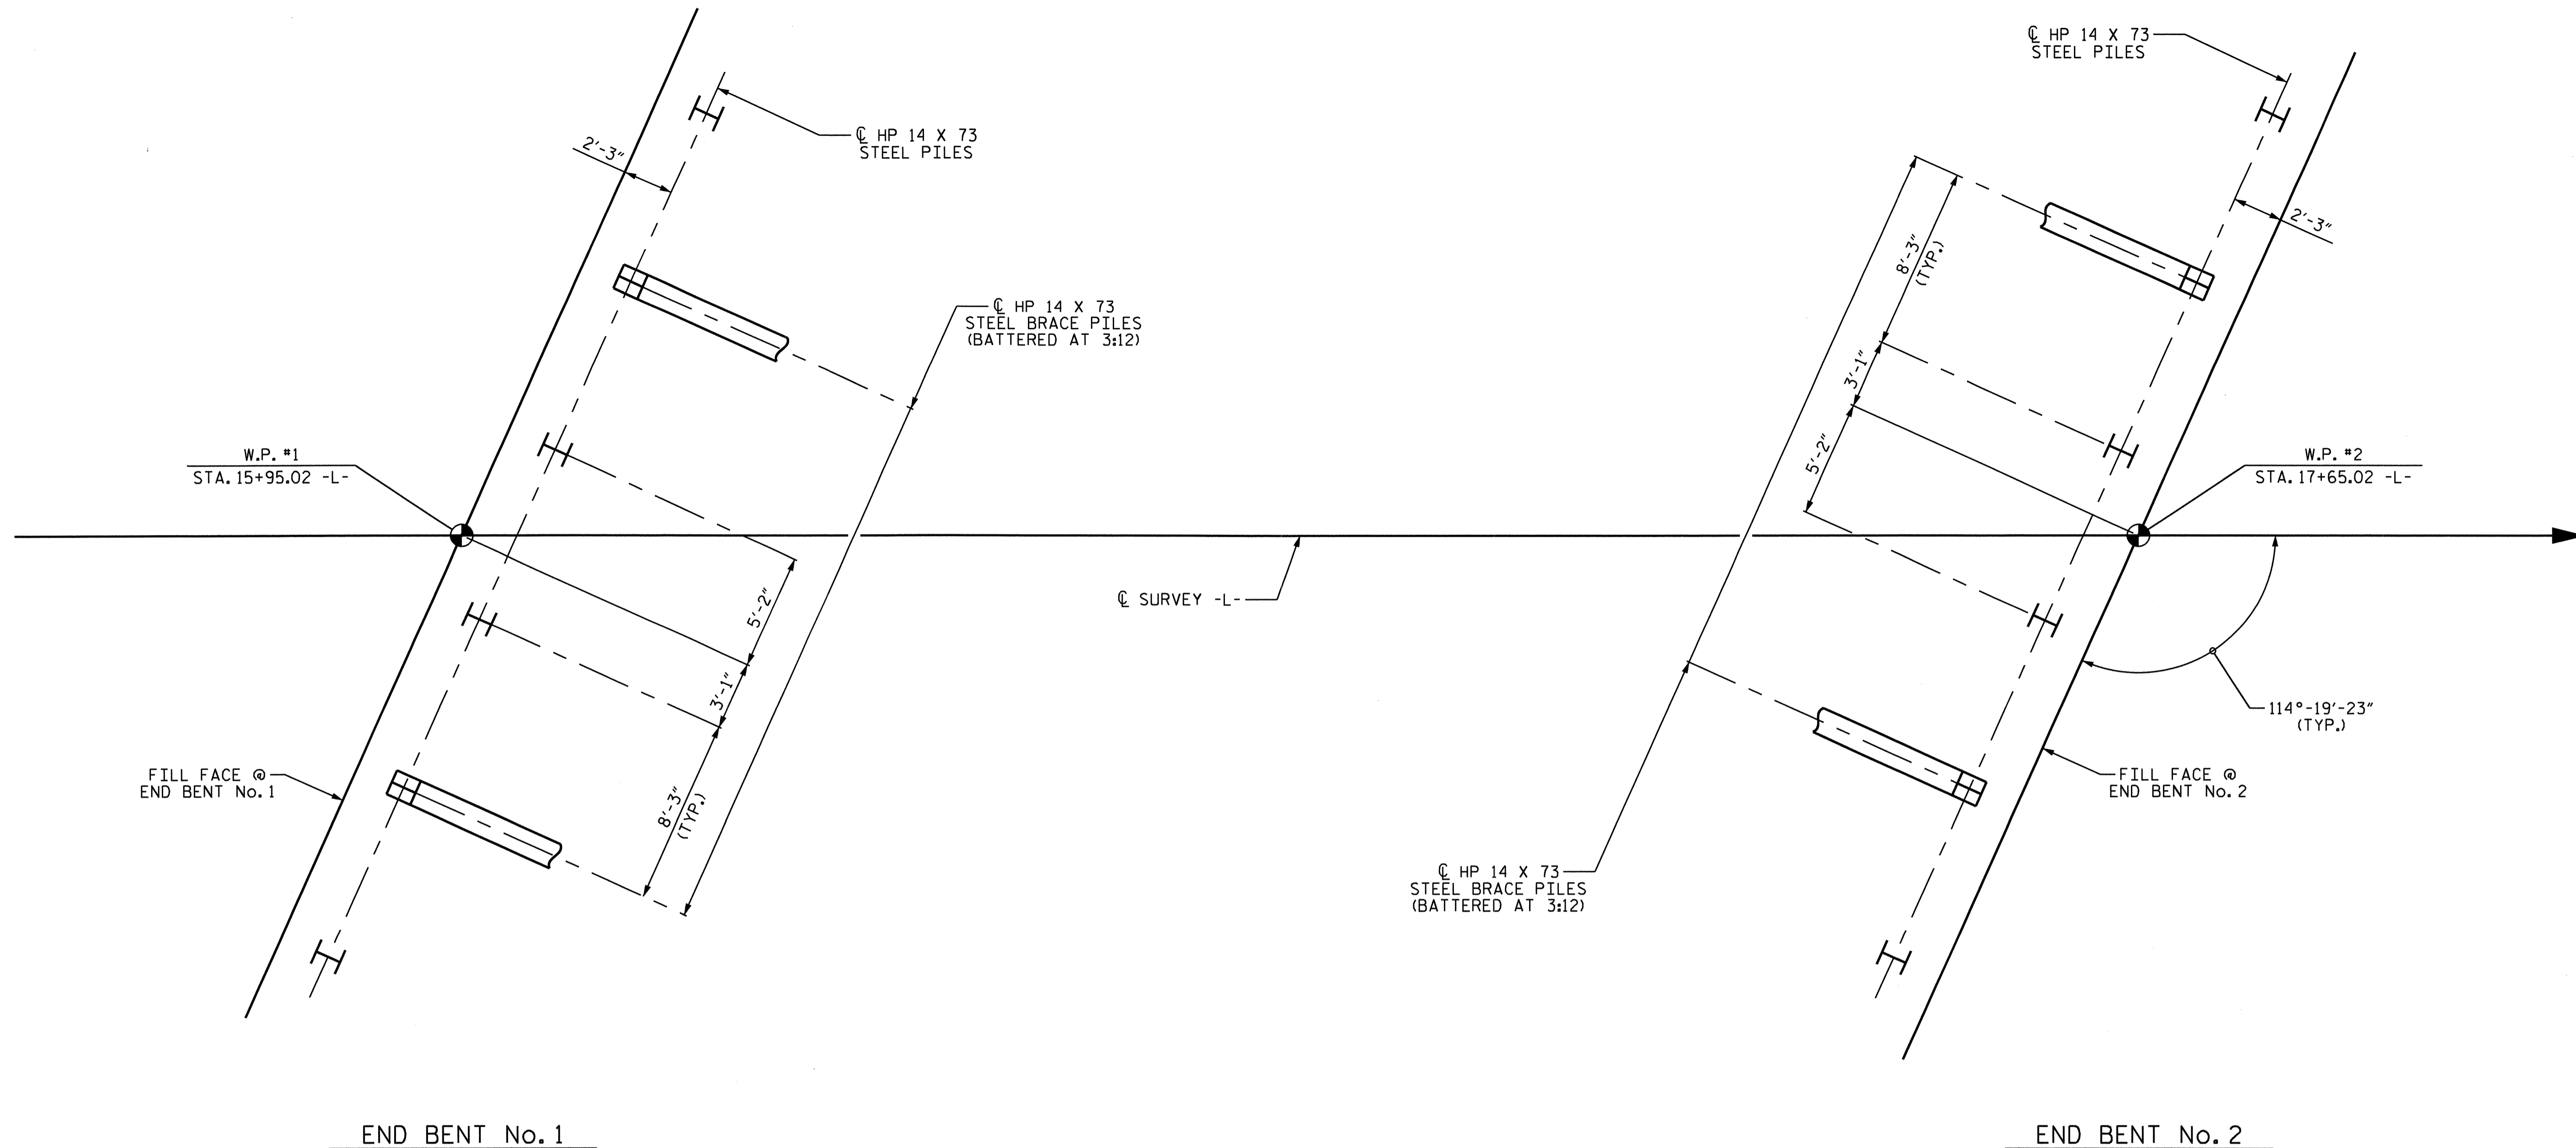 ℄ HP 14 X 73
STEEL PILES
2'-3"
℄ HP 14 X 73
STEEL BRACE PILES
(BATTERED AT 3:12)
W.P. #1
STA. 15+95.02 -L-
5'-2"
3'-1"
8'-3"
(TYP.)
FILL FACE @
END BENT No. 1
℄ SURVEY -L-
℄ HP 14 X 73
STEEL PILES
2'-3"
8'-3"
(TYP.)
3'-1"
5'-2"
W.P. #2
STA. 17+65.02 -L-
114°-19'-23"
(TYP.)
FILL FACE @
END BENT No. 2
℄ HP 14 X 73
STEEL BRACE PILES
(BATTERED AT 3:12)
END BENT No. 1
END BENT No. 2